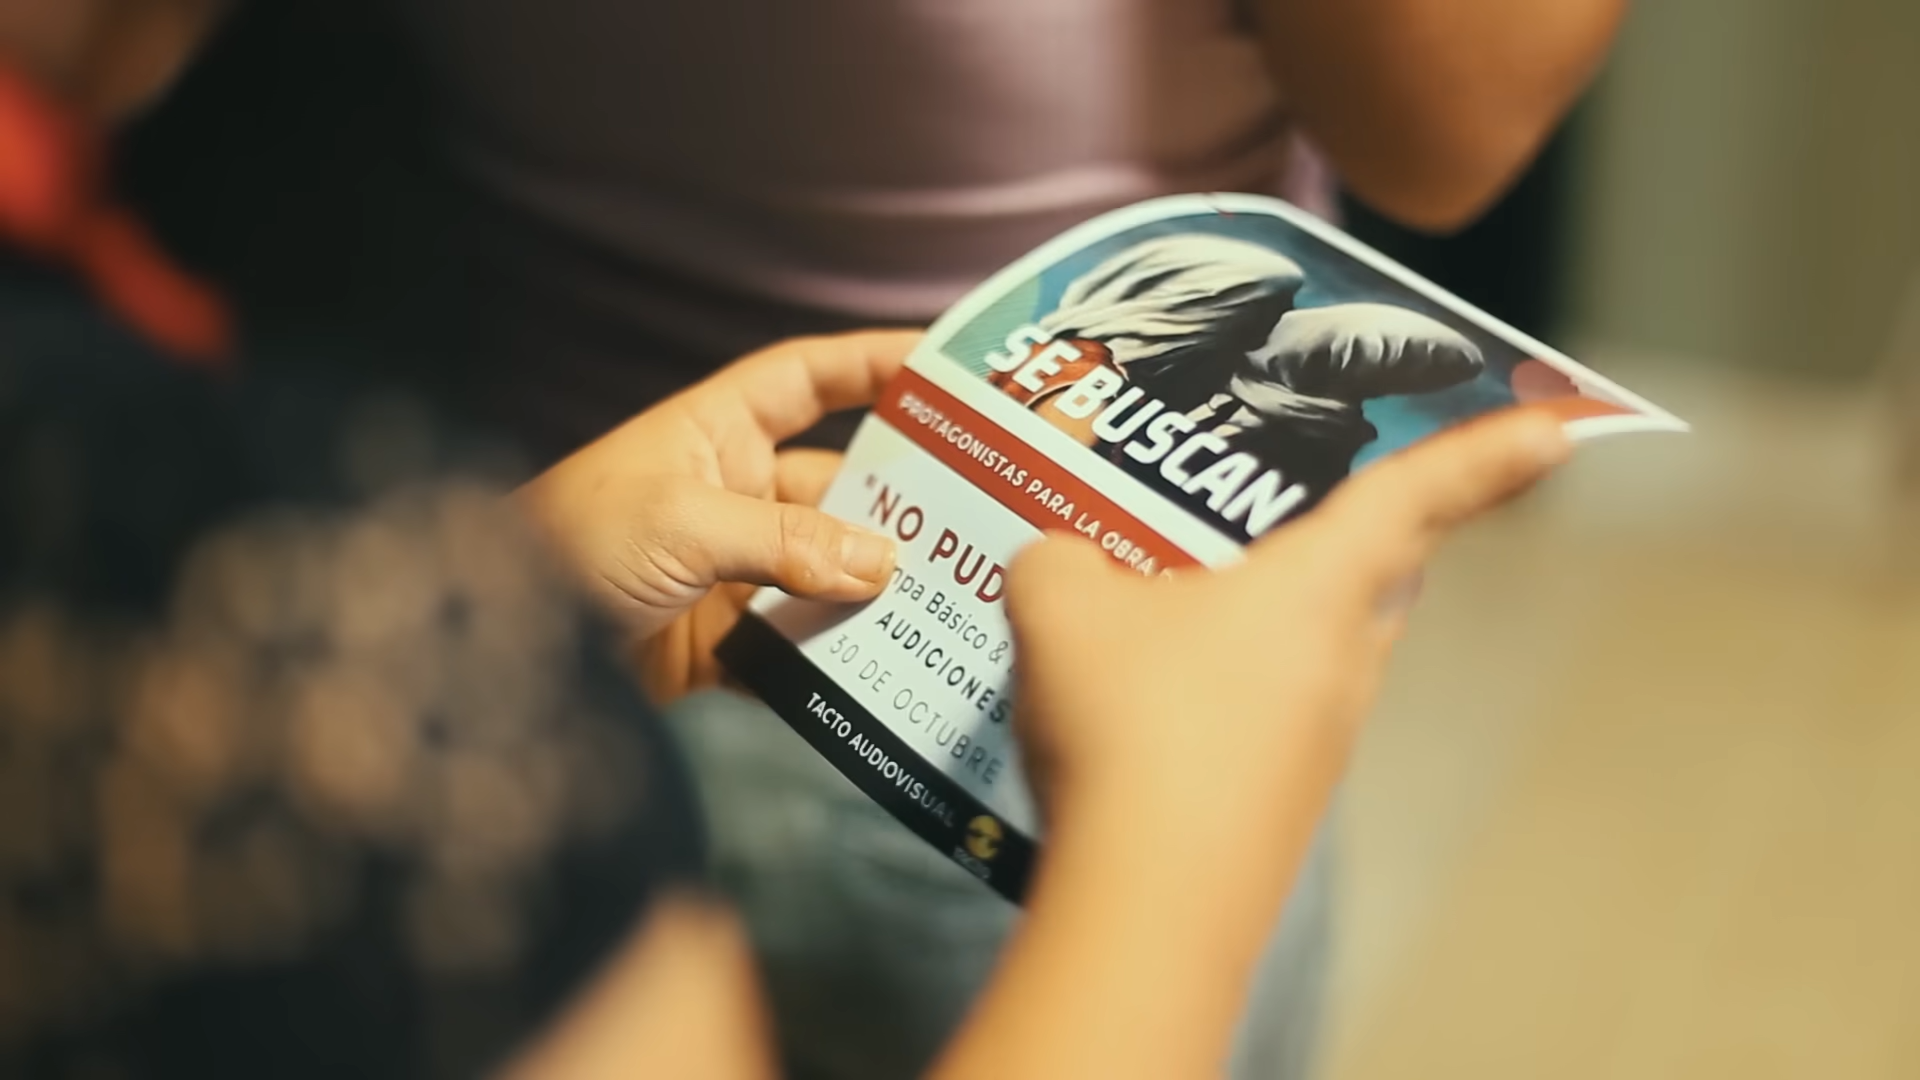 SE BUSCAN
PROTAGONISTAS PARA LA OBRA
"NO PUD
mpa Básico &
AUDICIONES
30 DE OCTUBRE
TACTO AUDIOVISUAL